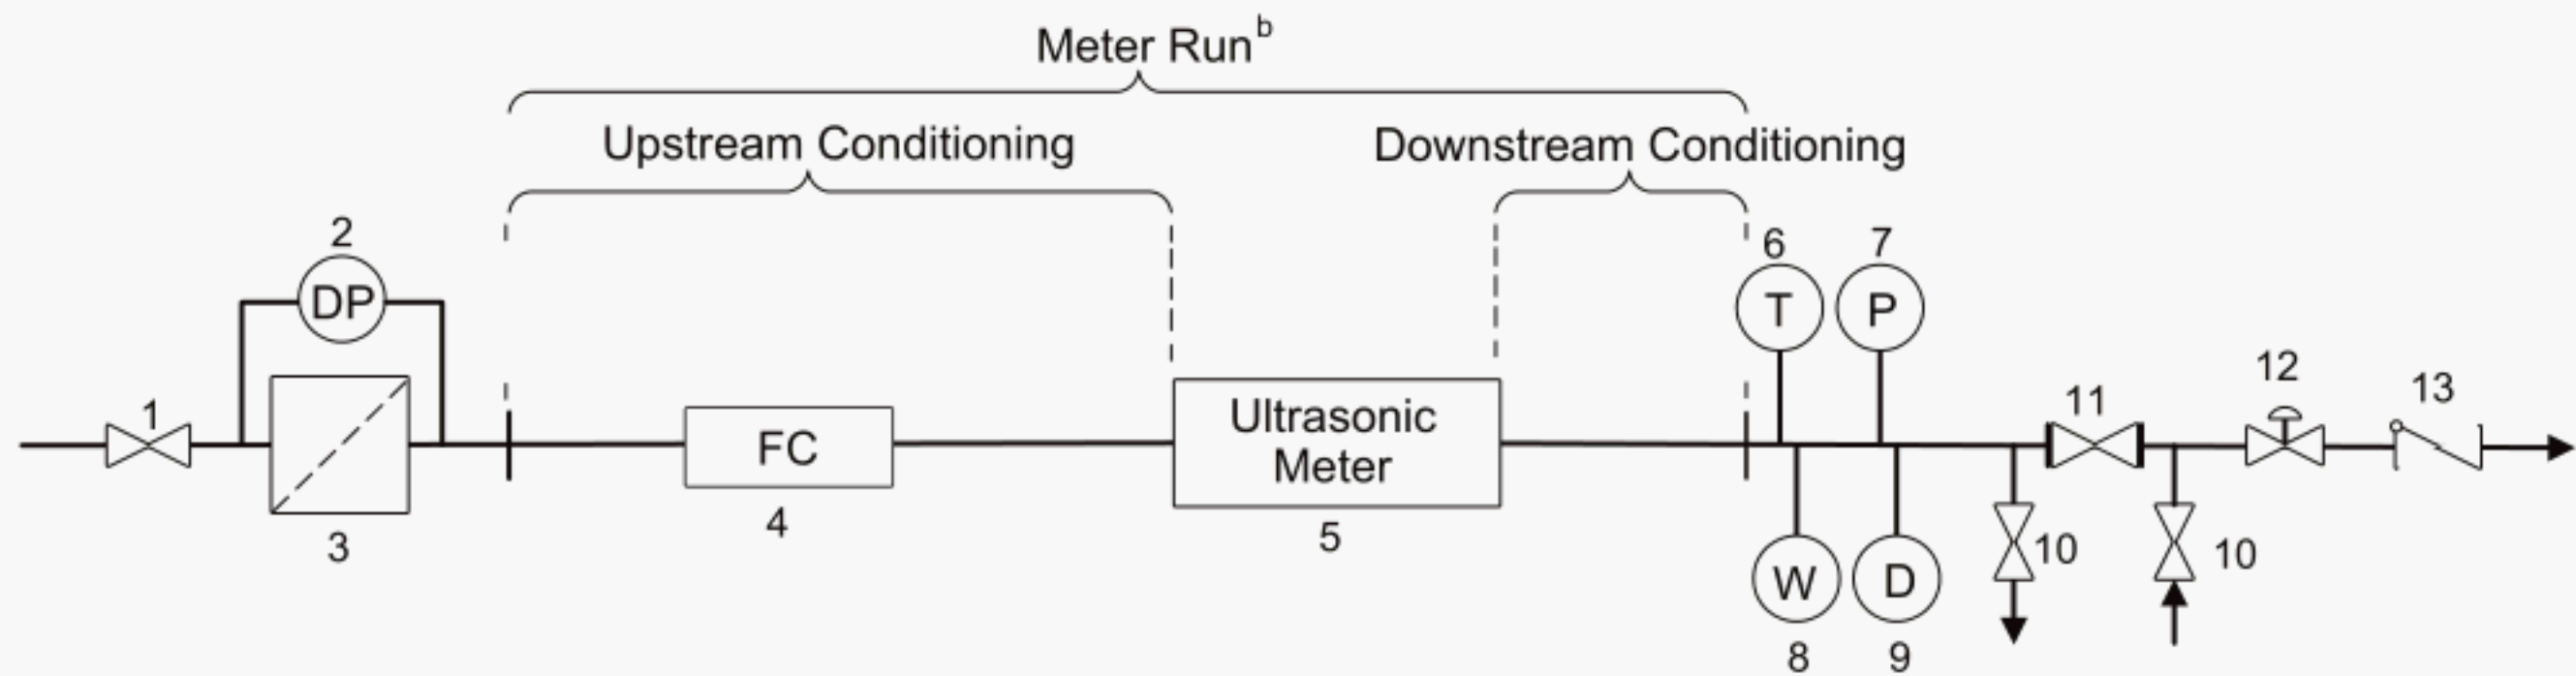 Meter Run^b
Upstream Conditioning
Downstream Conditioning
2
6
7
DP
T
P
1
12
13
11
FC
Ultrasonic
Meter
3
4
5
10
10
W
D
8
9